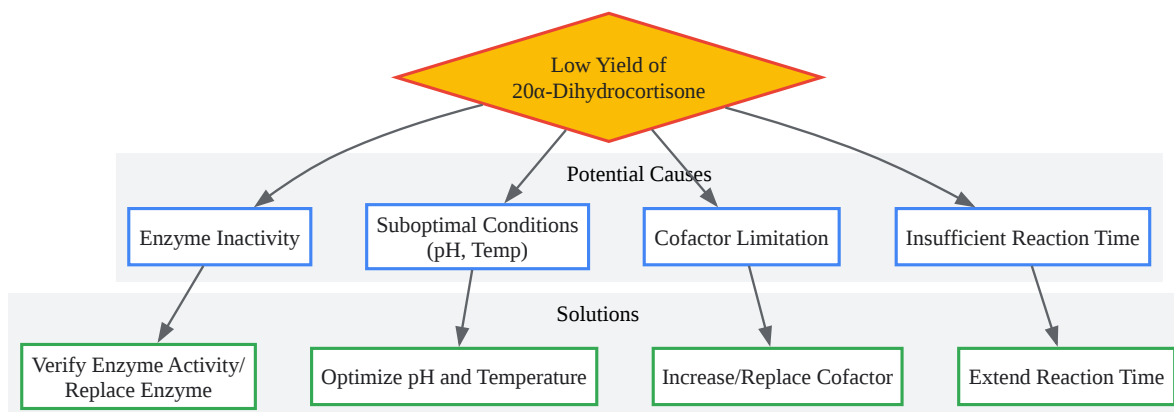 Low Yield of
20α-Dihydrocortisone
Potential Causes
Enzyme Inactivity
Suboptimal Conditions
(pH, Temp)
Cofactor Limitation
Insufficient Reaction Time
Solutions
Verify Enzyme Activity/
Replace Enzyme
Optimize pH and Temperature
Increase/Replace Cofactor
Extend Reaction Time